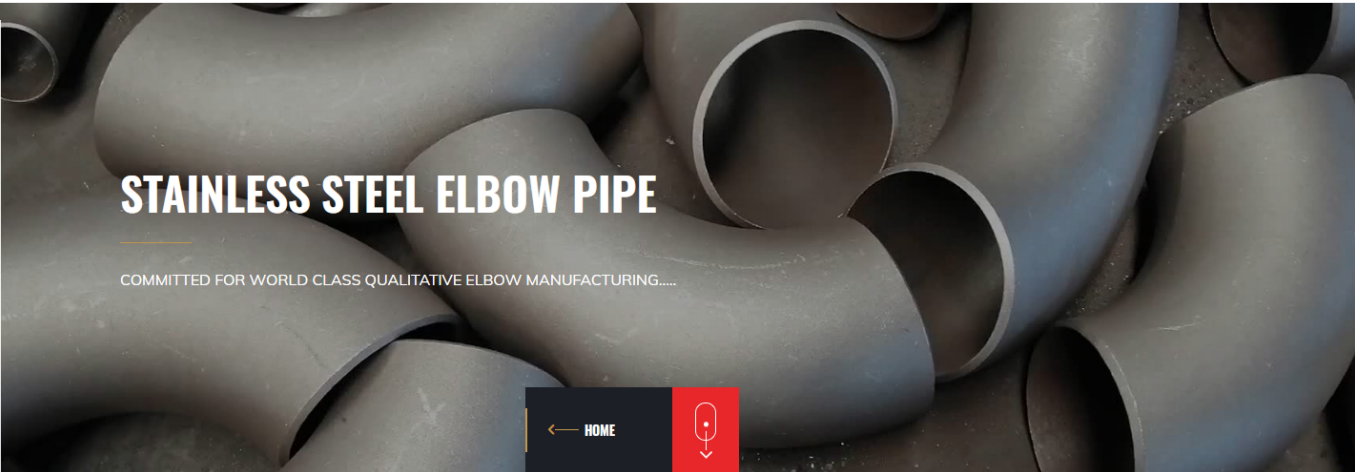 STAINLESS STEEL ELBOW PIPE
COMMITTED FOR WORLD CLASS QUALITATIVE ELBOW MANUFACTURING.....
HOME